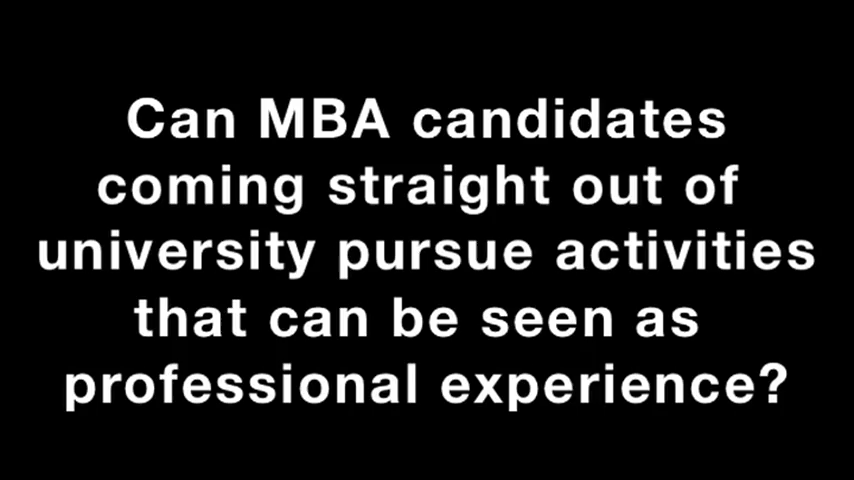 Can MBA candidates
coming straight out of
university pursue activities
that can be seen as
professional experience?